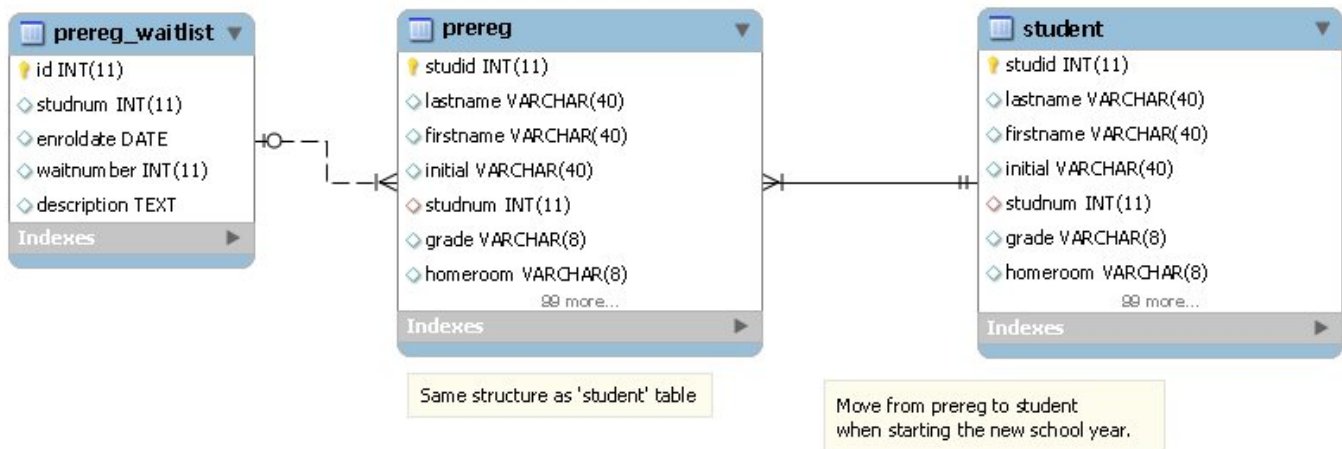 prereg_waitlist
id INT(11)
studnum INT(11)
enroldate DATE
waitnumber INT(11)
description TEXT
Indexes
prereg
studid INT(11)
lastname VARCHAR(40)
firstname VARCHAR(40)
initial VARCHAR(40)
studnum INT(11)
grade VARCHAR(8)
homeroom VARCHAR(8)
99 more...
Indexes
Same structure as 'student' table
student
studid INT(11)
lastname VARCHAR(40)
firstname VARCHAR(40)
initial VARCHAR(40)
studnum INT(11)
grade VARCHAR(8)
homeroom VARCHAR(8)
99 more...
Indexes
Move from prereg to student
when starting the new school year.